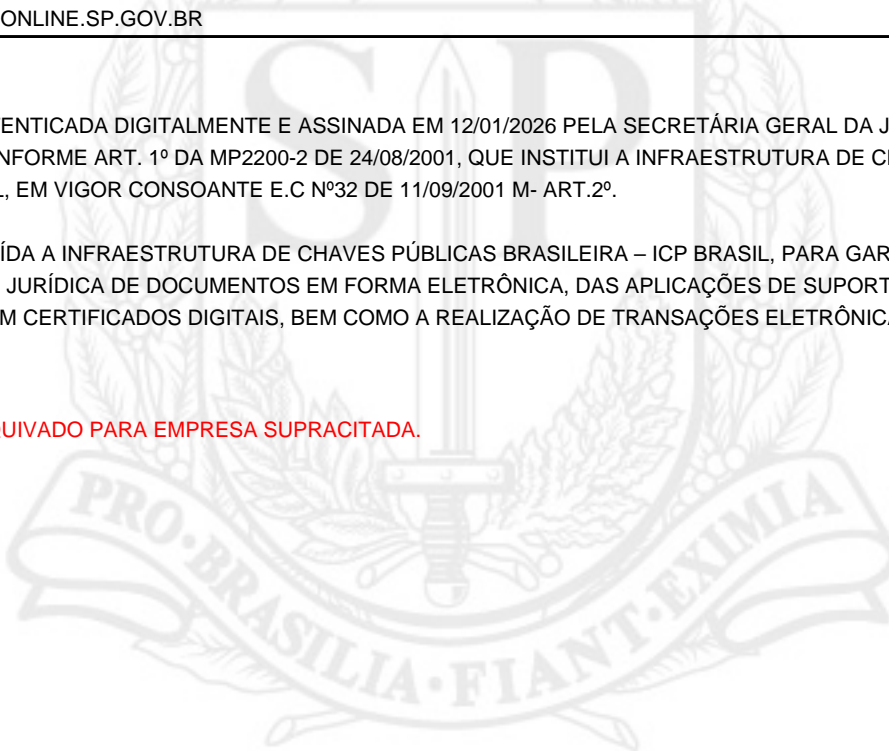 ONLINE.SP.GOV.BR
ENTICADA DIGITALMENTE E ASSINADA EM 12/01/2026 PELA SECRETÁRIA GERAL DA J
NFORME ART. 1º DA MP2200-2 DE 24/08/2001, QUE INSTITUI A INFRAESTRUTURA DE C
, EM VIGOR CONSOANTE E.C Nº32 DE 11/09/2001 M- ART.2º.
ÍDA A INFRAESTRUTURA DE CHAVES PÚBLICAS BRASILEIRA – ICP BRASIL, PARA GAR
JURÍDICA DE DOCUMENTOS EM FORMA ELETRÔNICA, DAS APLICAÇÕES DE SUPORT
M CERTIFICADOS DIGITAIS, BEM COMO A REALIZAÇÃO DE TRANSAÇÕES ELETRÔNICA
QUIVADO PARA EMPRESA SUPRACITADA.
SP
PRO·BRASILIA·FIANT·EXIMIA